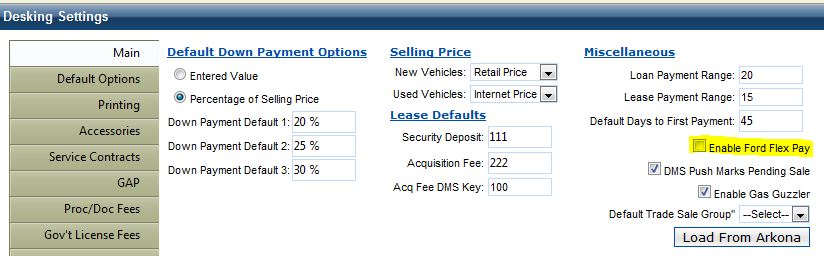 Desking Settings
Main
Default Options
Printing
Accessories
Service Contracts
GAP
Proc/Doc Fees
Gov't License Fees
Default Down Payment Options
Entered Value
Percentage of Selling Price
Down Payment Default 1: 20 %
Down Payment Default 2: 25 %
Down Payment Default 3: 30 %
Selling Price
New Vehicles: Retail Price
Used Vehicles: Internet Price
Lease Defaults
Security Deposit: 111
Acquisition Fee: 222
Acq Fee DMS Key: 100
Miscellaneous
Loan Payment Range: 20
Lease Payment Range: 15
Default Days to First Payment: 45
Enable Ford Flex Pay
DMS Push Marks Pending Sale
Enable Gas Guzzler
Default Trade Sale Group" --Select--
Load From Arkona